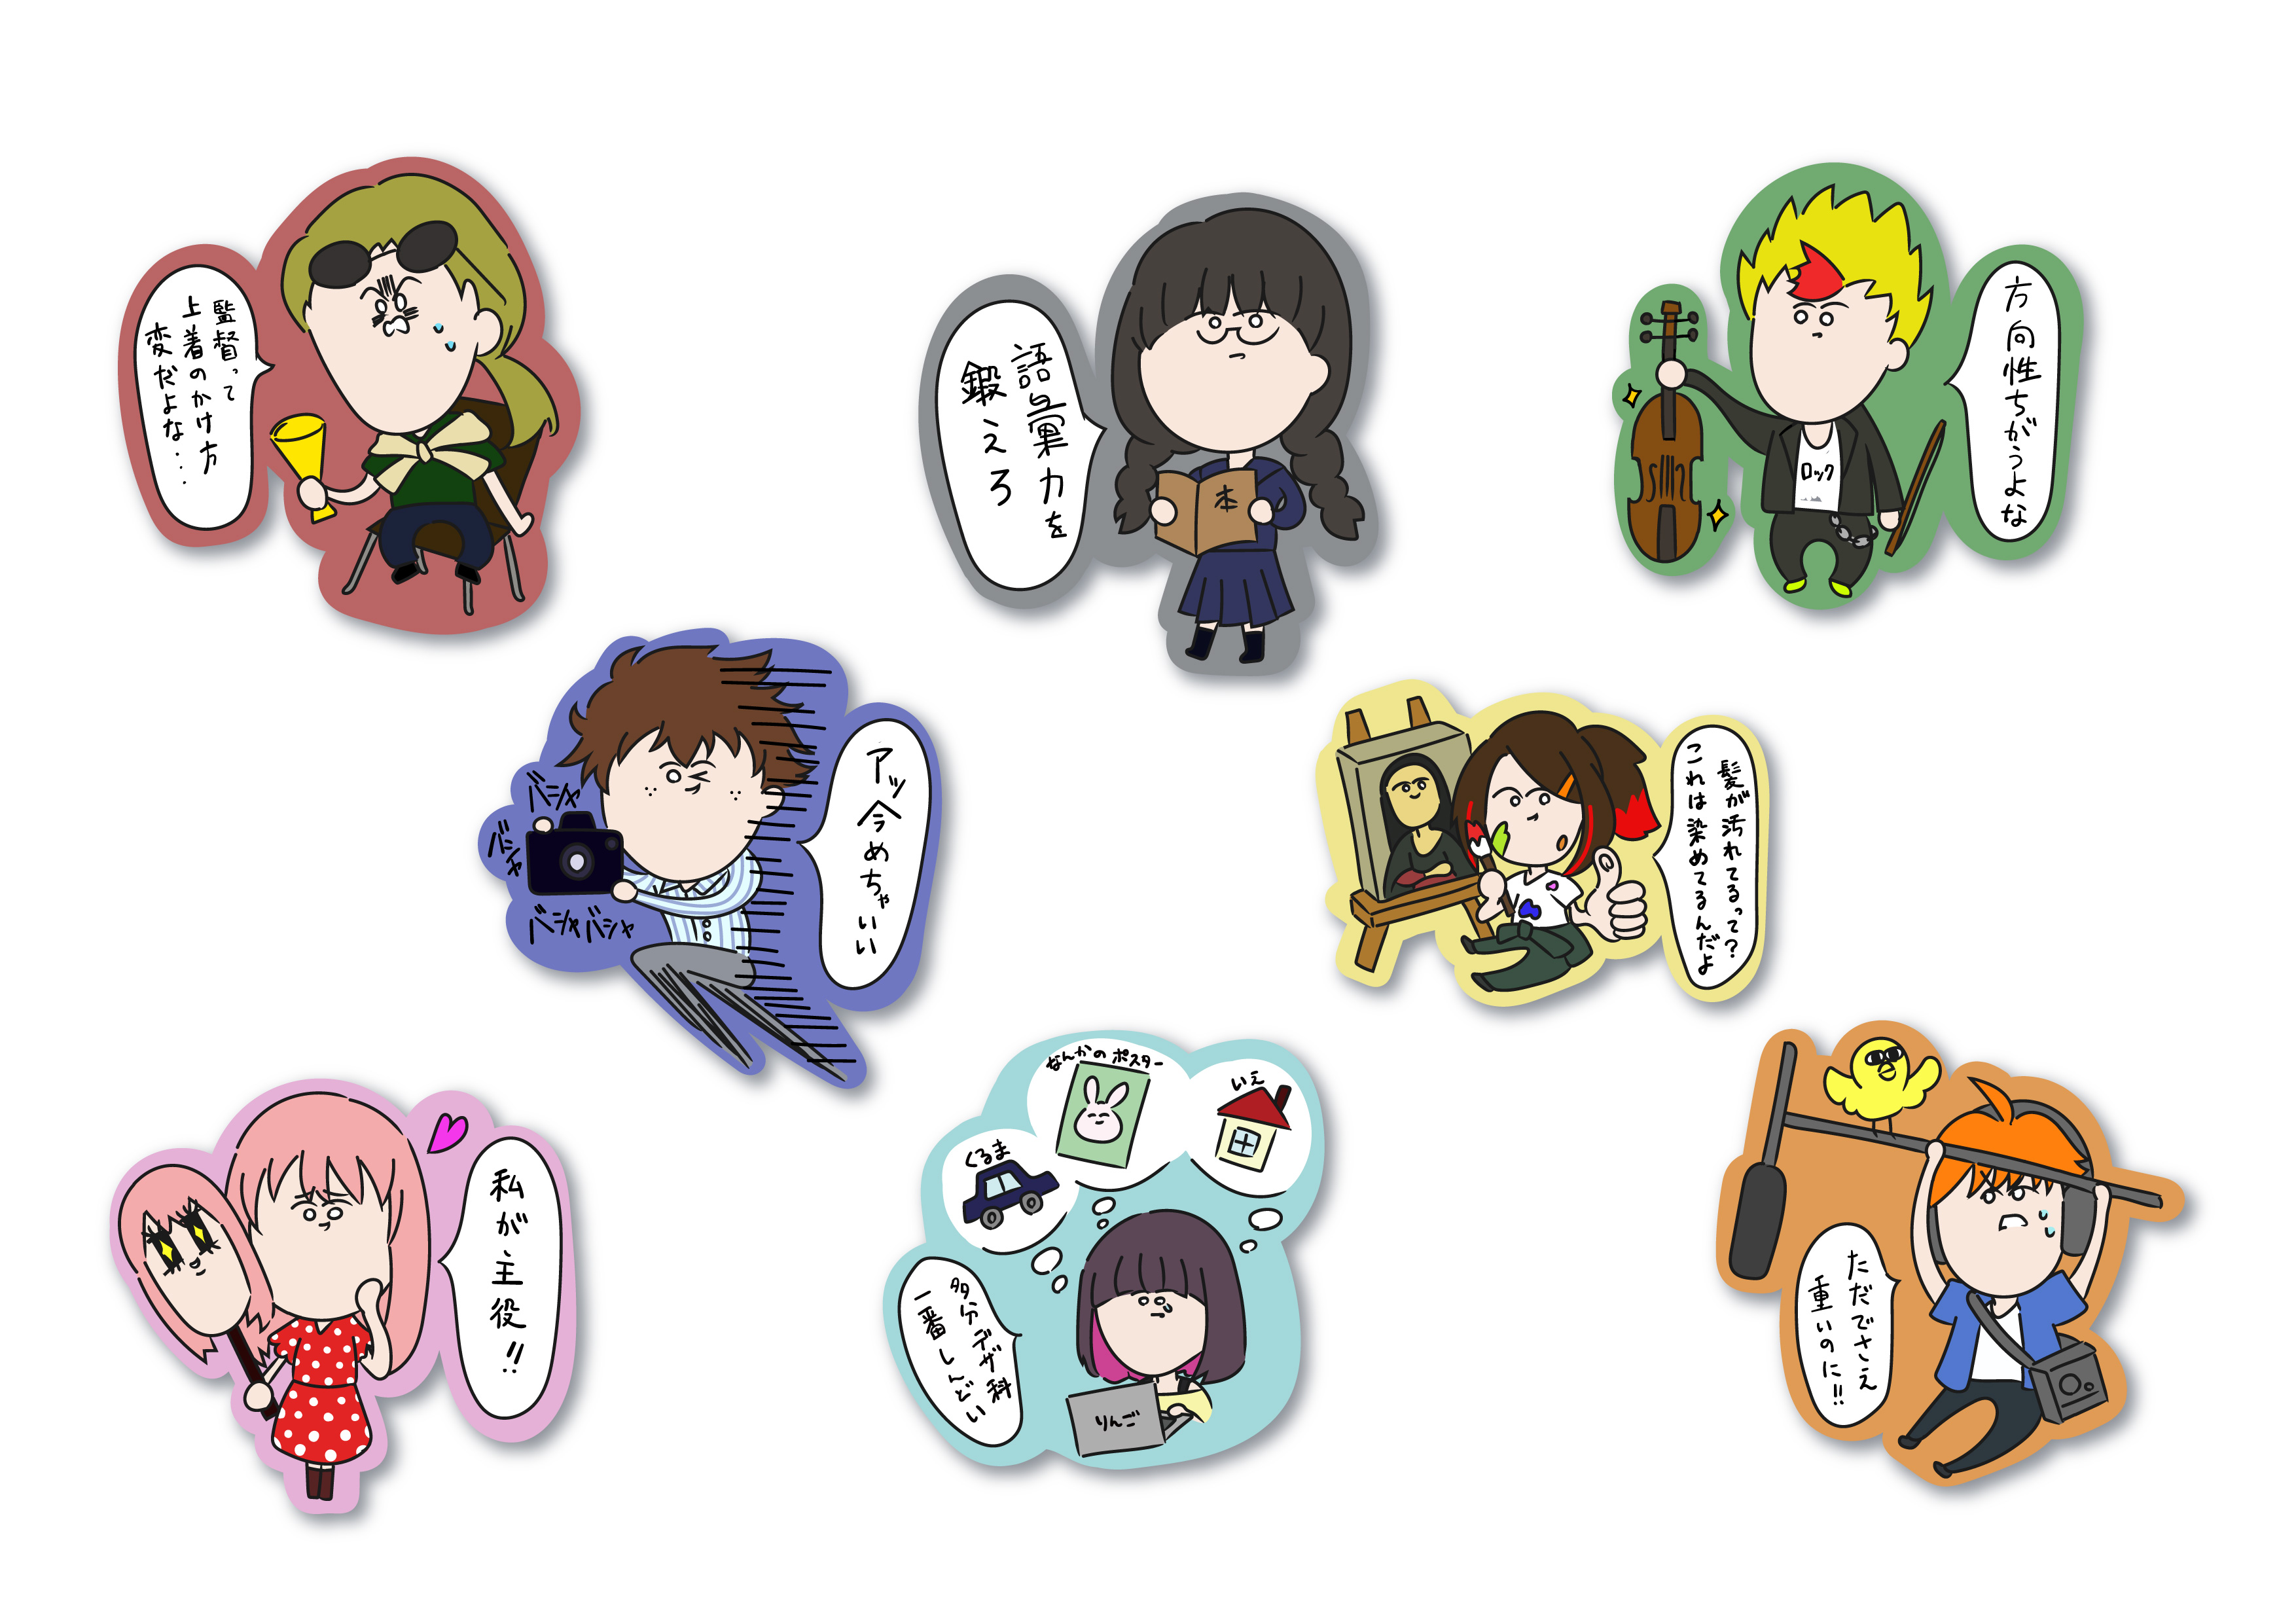 監督って
上着のかけ方
変だよな・・・
語彙力を
鍛えろ
本
方向性ちがうよな
ロック
アッ今めちゃいい
バシャ
バシャ
バシャバシャ
髪が汚れてるって?
これは染めてるんだよ
私が主役!!
なんかのポスター
いえ
くるま
多分デザ科
一番しんどい
りんご
ただでさえ
重いのに!!